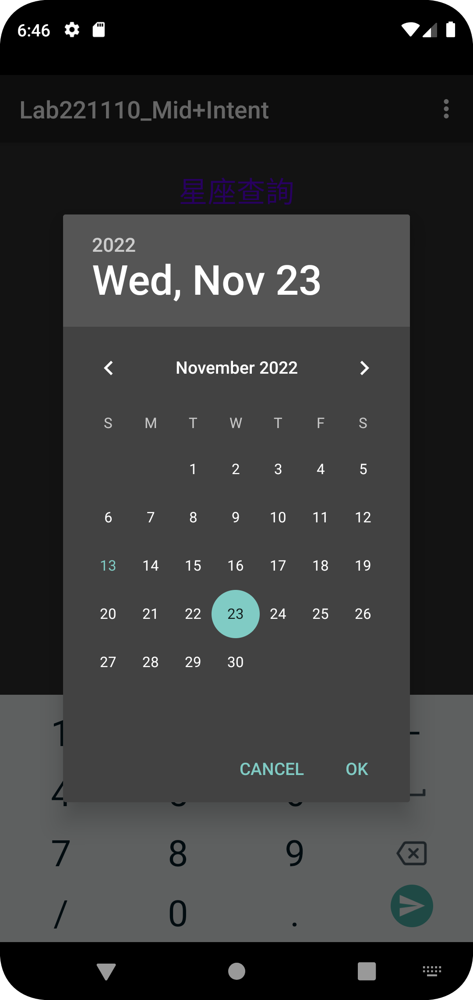 6:46
Lab221110_Mid+Intent
星座查詢
2022
Wed, Nov 23
November 2022
S M T W T F S
1 2 3 4 5
6 7 8 9 10 11 12
13 14 15 16 17 18 19
20 21 22 23 24 25 26
27 28 29 30
CANCEL OK
7 8 9
/ 0 .